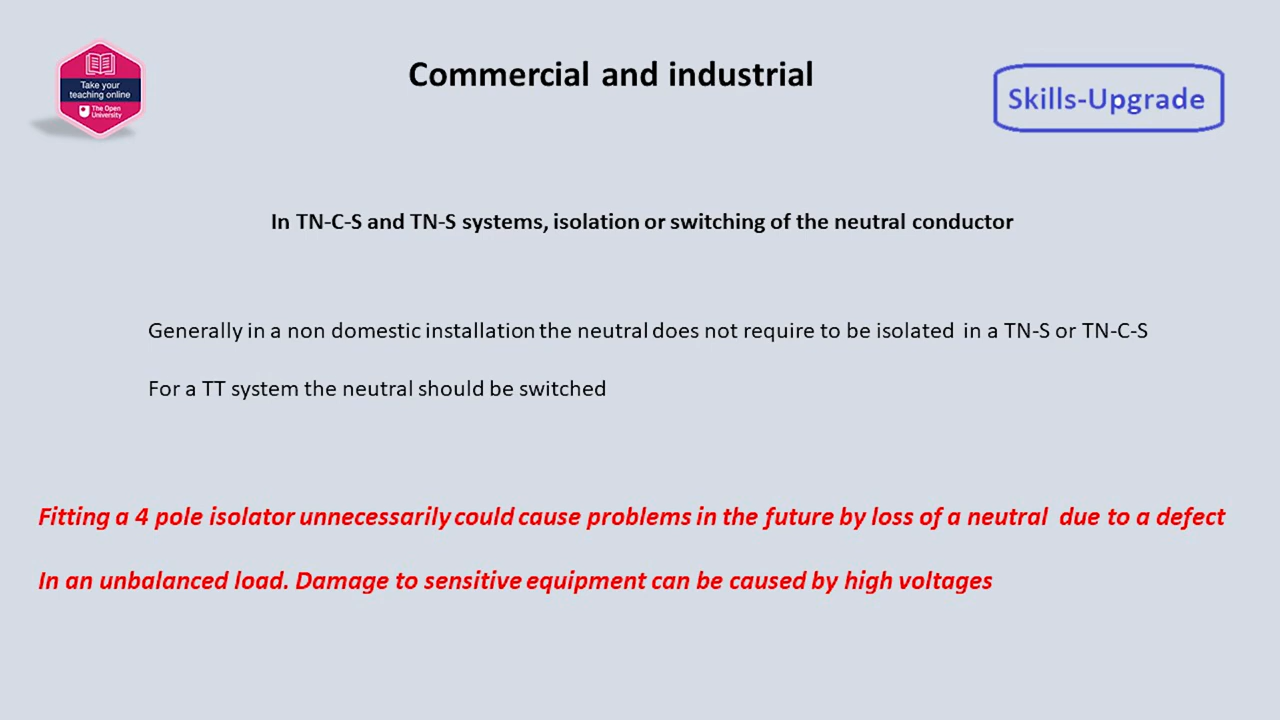 Take your
teaching online
The Open
University
Commercial and industrial
Skills-Upgrade
In TN-C-S and TN-S systems, isolation or switching of the neutral conductor
Generally in a non domestic installation the neutral does not require to be isolated in a TN-S or TN-C-S
For a TT system the neutral should be switched
Fitting a 4 pole isolator unnecessarily could cause problems in the future by loss of a neutral due to a defect
In an unbalanced load. Damage to sensitive equipment can be caused by high voltages